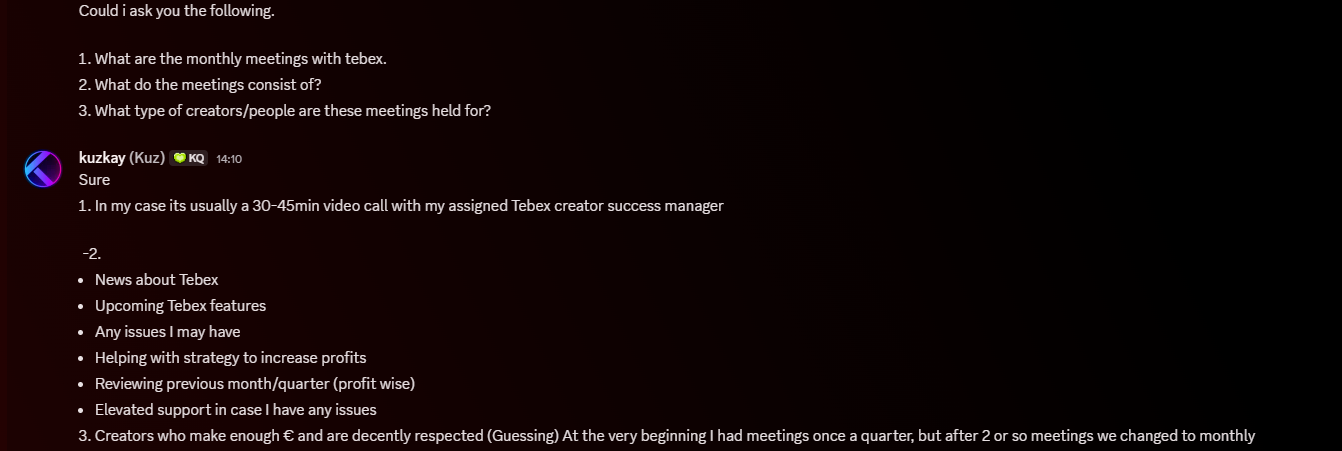 Could i ask you the following.
1. What are the monthly meetings with tebex.
2. What do the meetings consist of?
3. What type of creators/people are these meetings held for?
kuzkay (Kuz) KQ 14:10
Sure
1. In my case its usually a 30-45min video call with my assigned Tebex creator success manager
-2.
• News about Tebex
• Upcoming Tebex features
• Any issues I may have
• Helping with strategy to increase profits
• Reviewing previous month/quarter (profit wise)
• Elevated support in case I have any issues
3. Creators who make enough € and are decently respected (Guessing) At the very beginning I had meetings once a quarter, but after 2 or so meetings we changed to monthly